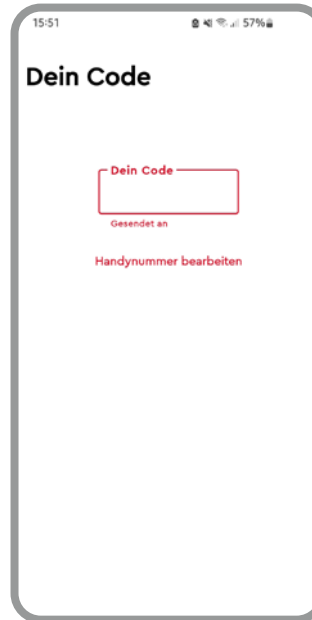 15:51 57%
Dein Code
Dein Code
Gesendet an
Handynummer bearbeiten